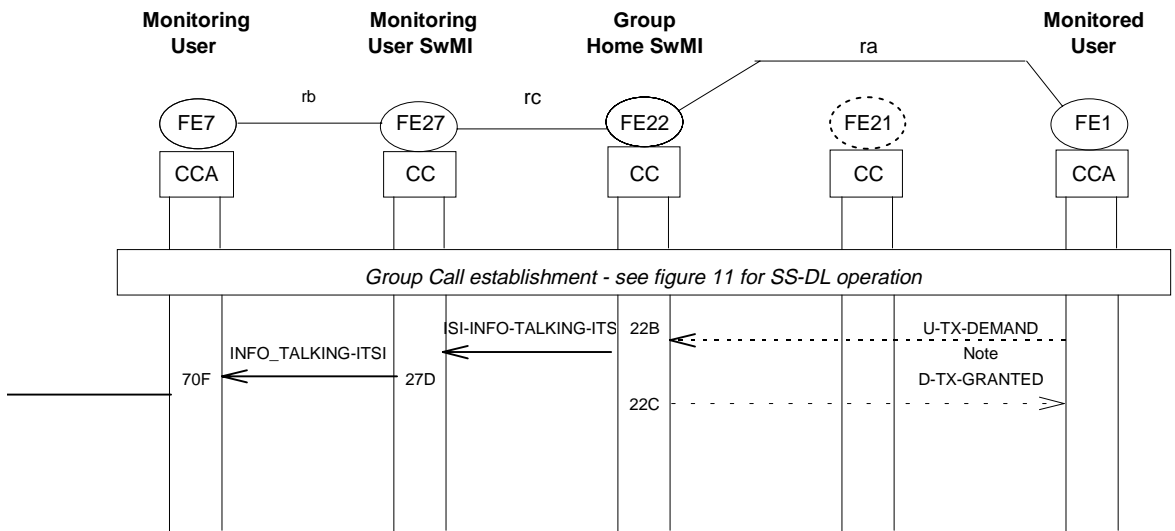 Monitoring User
Monitoring User SwMI
Group Home SwMI
Monitored User
ra
rb
rc
FE7
FE27
FE22
FE21
FE1
CCA
CC
CC
CC
CCA
Group Call establishment - see figure 11 for SS-DL operation
ISI-INFO-TALKING-ITS
22B
U-TX-DEMAND
INFO_TALKING-ITSI
Note
70F
27D
D-TX-GRANTED
22C